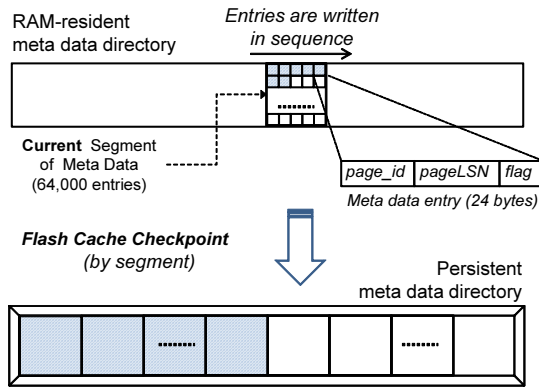 RAM-resident
meta data directory
Entries are written
in sequence
Current Segment
of Meta Data
(64,000 entries)
page_id pageLSN flag
Meta data entry (24 bytes)
Flash Cache Checkpoint
(by segment)
Persistent
meta data directory